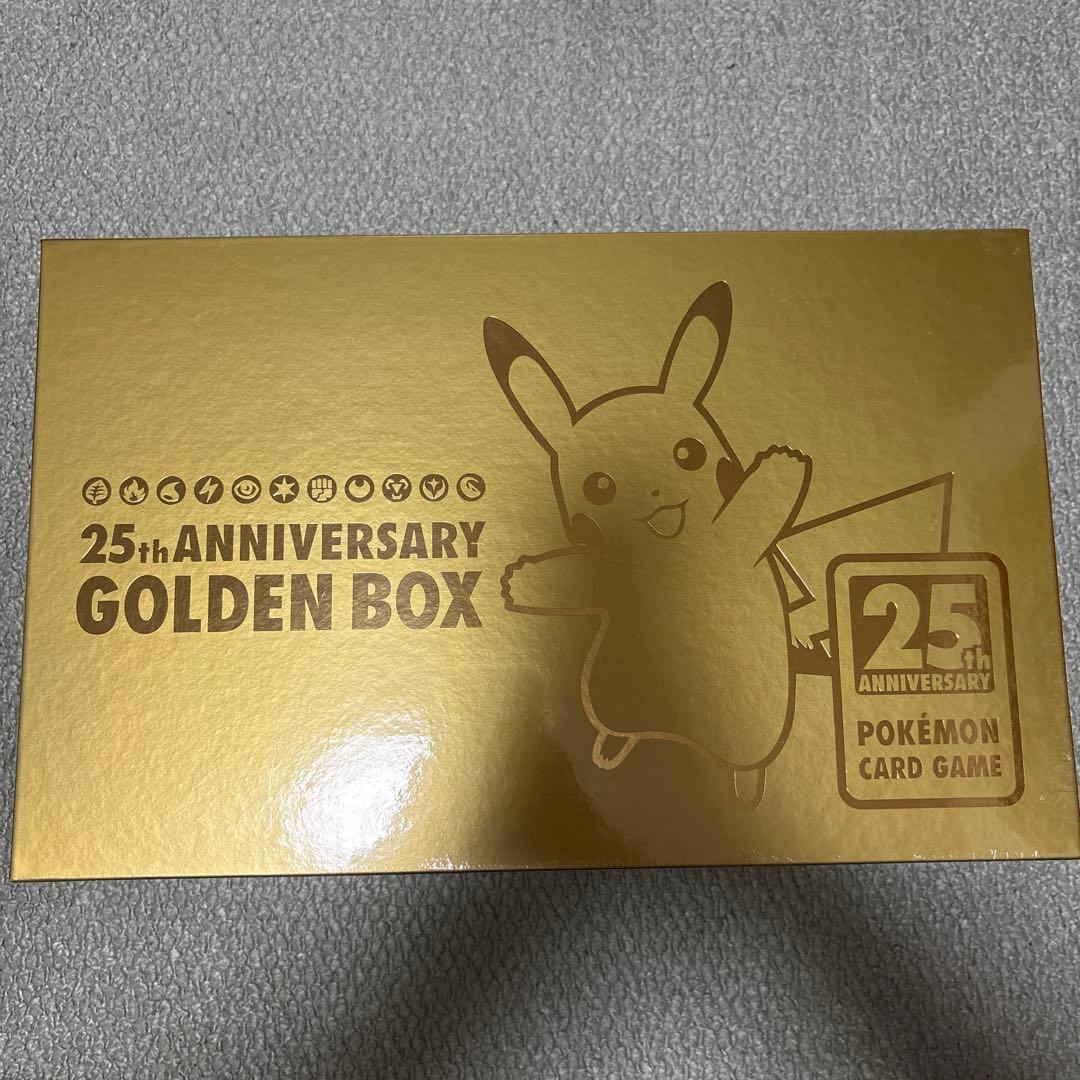 25th ANNIVERSARY
GOLDEN BOX
25th
ANNIVERSARY
POKÉMON
CARD GAME